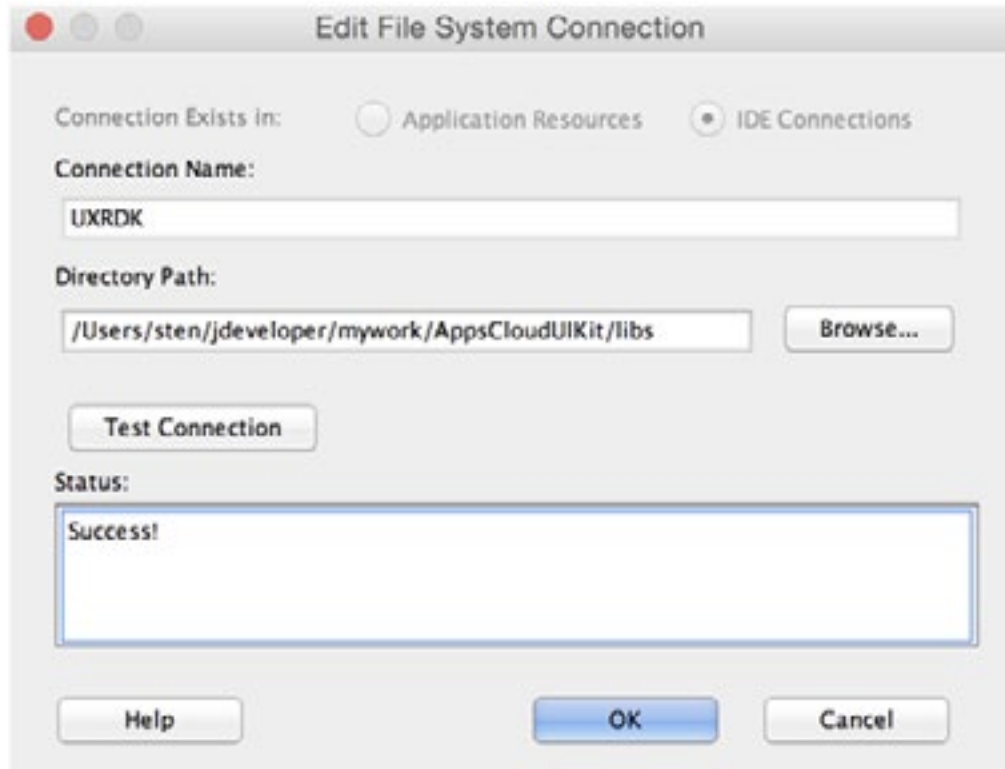 Edit File System Connection
Connection Exists in: Application Resources IDE Connections
Connection Name:
UXRDK
Directory Path:
/Users/sten/jdeveloper/mywork/AppsCloudUIKit/libs Browse...
Test Connection
Status:
Success!
Help OK Cancel